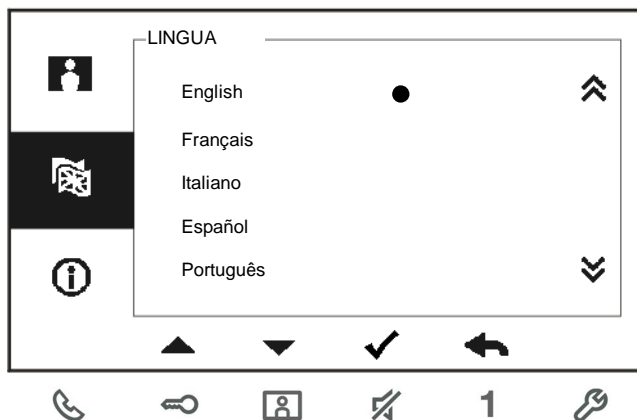 LINGUA
English
Français
Italiano
Español
Português
1